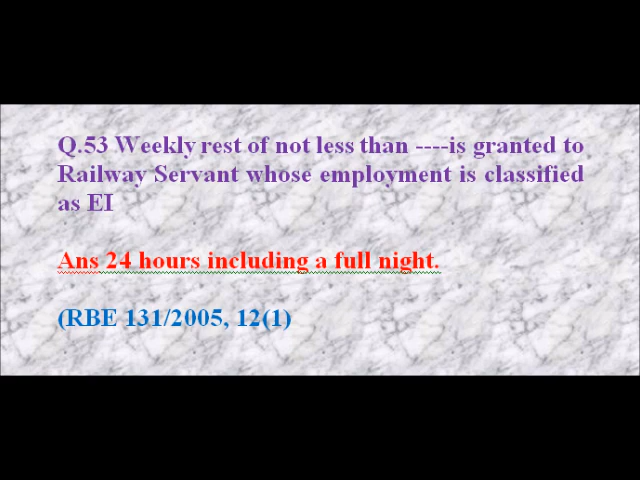 Q.53 Weekly rest of not less than ----is granted to
Railway Servant whose employment is classified
as EI
Ans 24 hours including a full night.
(RBE 131/2005, 12(1)